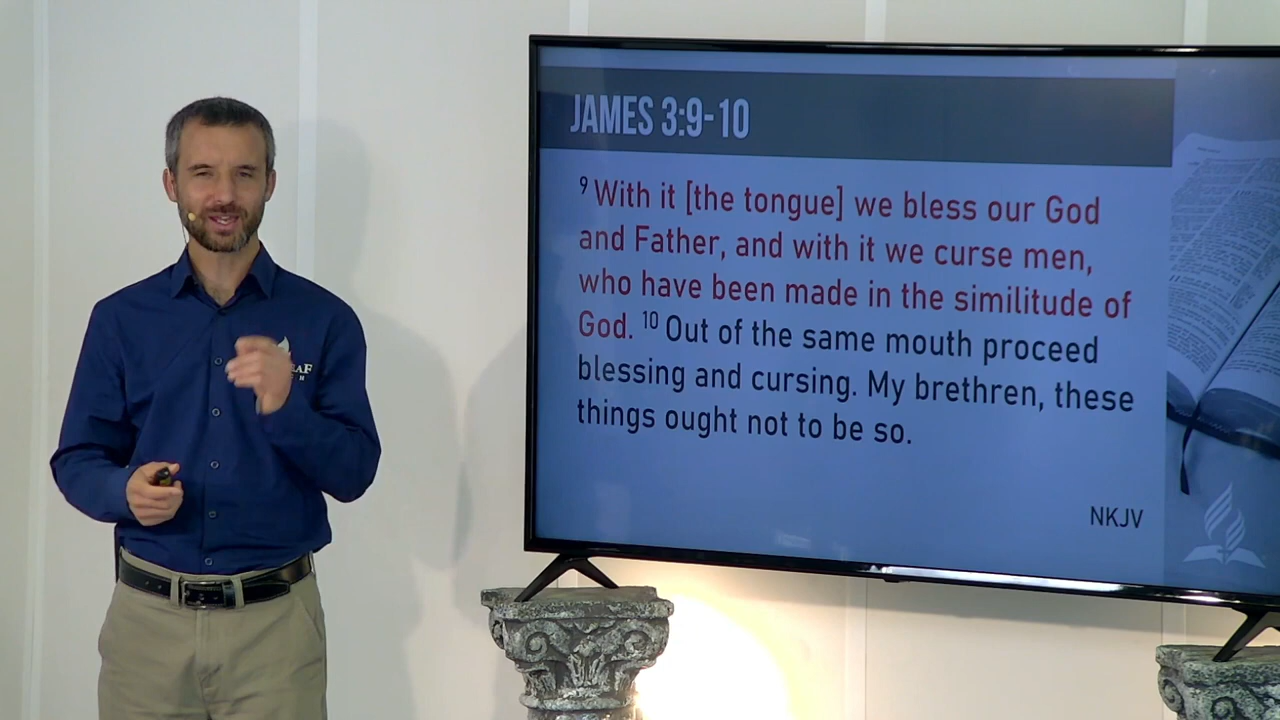 JAMES 3:9-10
⁹ With it [the tongue] we bless our God
and Father, and with it we curse men,
who have been made in the similitude of
God. ¹⁰ Out of the same mouth proceed
blessing and cursing. My brethren, these
things ought not to be so.
NKJV